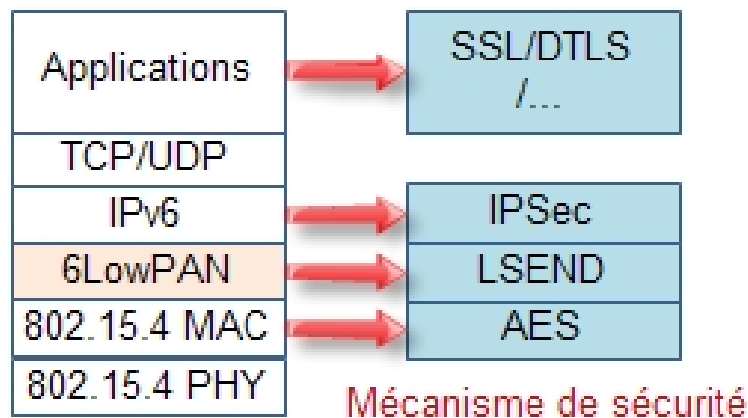 Applications
SSL/DTLS
/...
TCP/UDP
IPv6
IPSec
6LowPAN
LSEND
802.15.4 MAC
AES
802.15.4 PHY
Mécanisme de sécurité